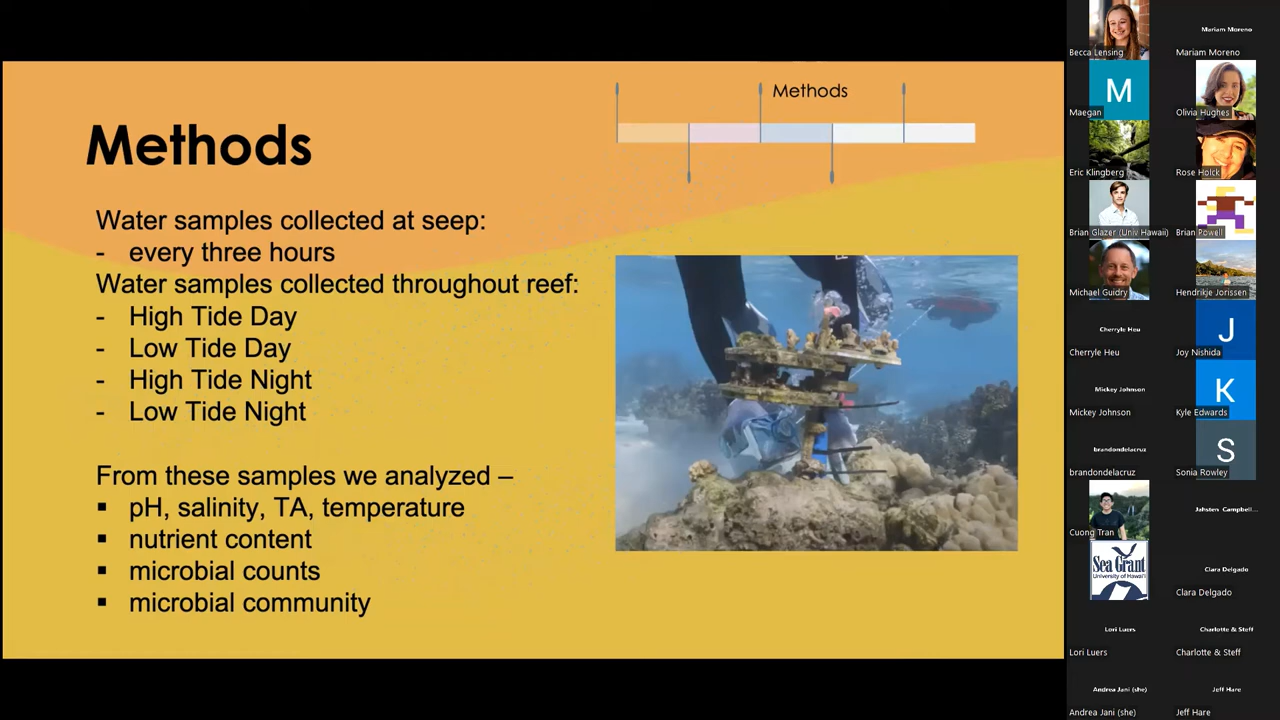 Methods
Methods
Water samples collected at seep:
- every three hours
Water samples collected throughout reef:
- High Tide Day
- Low Tide Day
- High Tide Night
- Low Tide Night
From these samples we analyzed –
▪ pH, salinity, TA, temperature
▪ nutrient content
▪ microbial counts
▪ microbial community
Becca Lensing
Mariam Moreno
Mariam Moreno
M
Maegan
Olivia Hughes
Eric Klingberg
Rose Holck
Brian Glazer (Univ Hawaii)
Brian Powell
Michael Guidry
Hendrikje Jorissen
Cherryle Heu
Cherryle Heu
J
Joy Nishida
Mickey Johnson
Mickey Johnson
K
Kyle Edwards
brandondelacruz
brandondelacruz
S
Sonia Rowley
Cuong Tran
Jahsten Campbell...
Sea Grant
University of Hawai'i
Clara Delgado
Clara Delgado
Lori Luers
Lori Luers
Charlotte & Steff
Charlotte & Steff
Andrea Jani (she)
Andrea Jani (she)
Jeff Hare
Jeff Hare